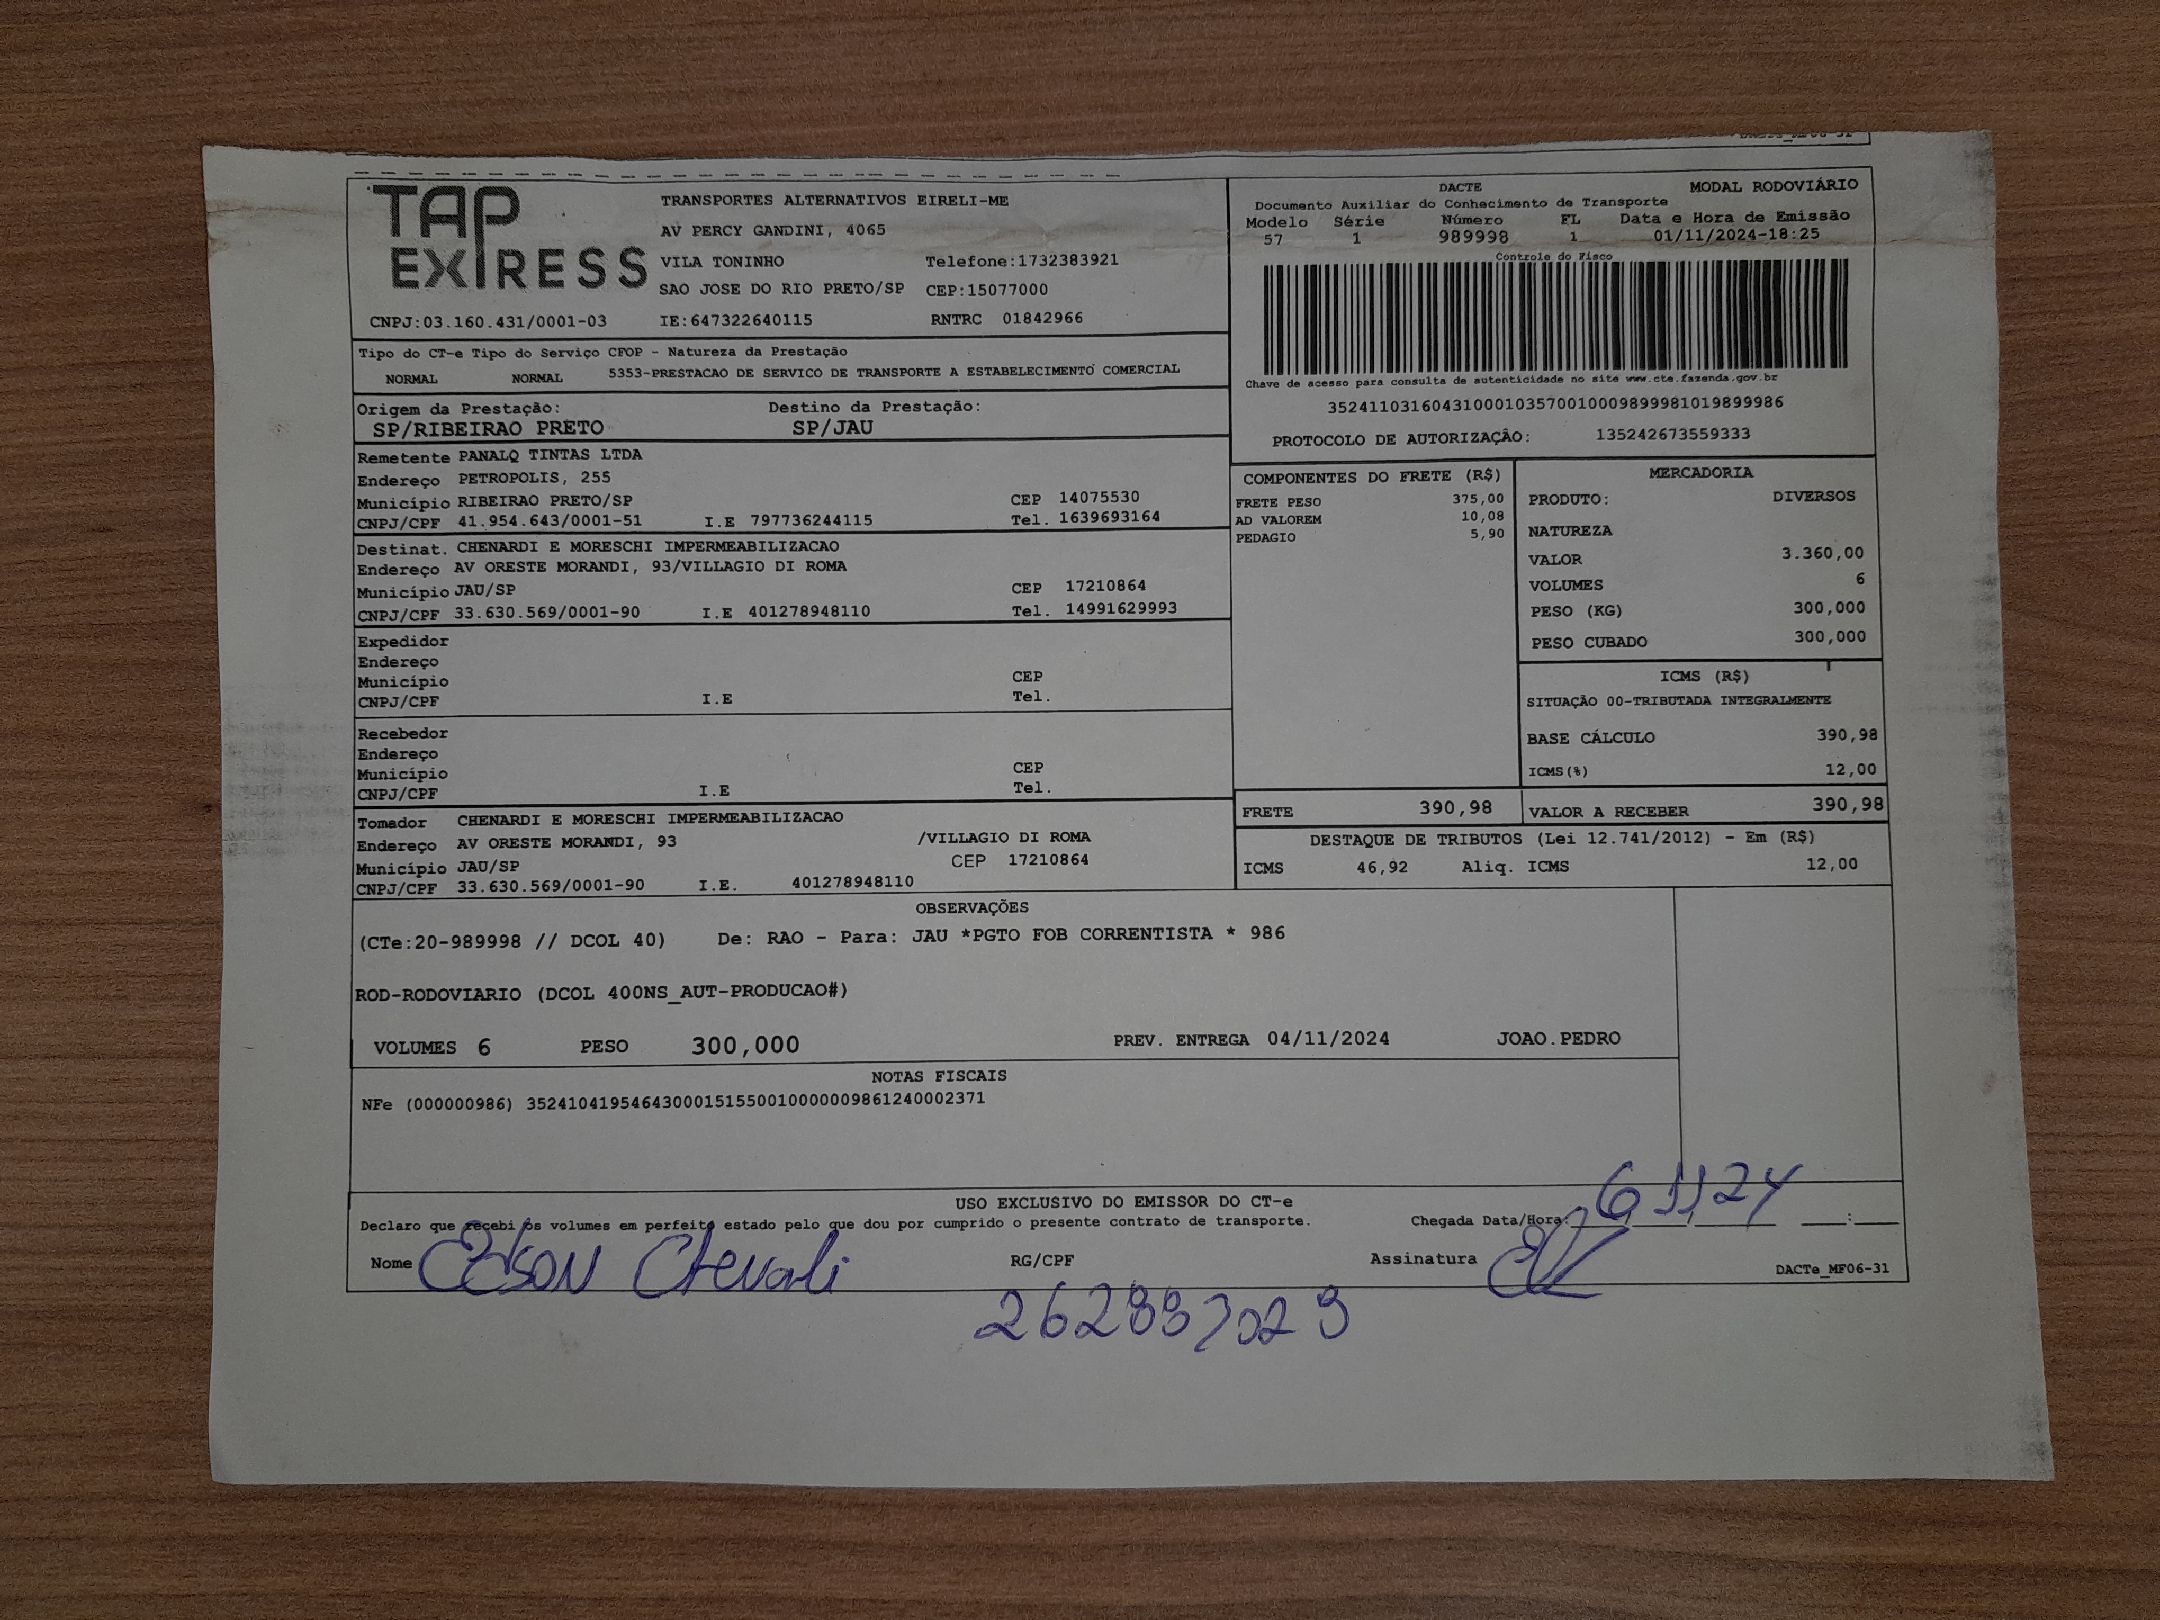 TAP EXPRESS
TRANSPORTES ALTERNATIVOS EIRELI-ME
AV PERCY GANDINI, 4065
VILA TONINHO Telefone:1732383921
SAO JOSE DO RIO PRETO/SP CEP:15077000
CNPJ:03.160.431/0001-03 IE:647322640115 RNTRC 01842966
DACTE MODAL RODOVIÁRIO
Documento Auxiliar do Conhecimento de Transporte
Modelo Série Número FL Data e Hora de Emissão
57 1 989998 1 01/11/2024-18:25
Controle do Fisco
Chave de acesso para consulta de autenticidade no site www.cte.fazenda.gov.br
35241103160431000103570010009899981019899986
PROTOCOLO DE AUTORIZAÇÃO: 135242673559333
Tipo do CT-e Tipo do Serviço CFOP - Natureza da Prestação
NORMAL NORMAL 5353-PRESTACAO DE SERVICO DE TRANSPORTE A ESTABELECIMENTO COMERCIAL
Origem da Prestação: Destino da Prestação:
SP/RIBEIRAO PRETO SP/JAU
Remetente PANALQ TINTAS LTDA
Endereço PETROPOLIS, 255
Município RIBEIRAO PRETO/SP CEP 14075530
CNPJ/CPF 41.954.643/0001-51 I.E 797736244115 Tel. 1639693164
Destinat. CHENARDI E MORESCHI IMPERMEABILIZACAO
Endereço AV ORESTE MORANDI, 93/VILLAGIO DI ROMA
Município JAU/SP CEP 17210864
CNPJ/CPF 33.630.569/0001-90 I.E 401278948110 Tel. 14991629993
Expedidor
Endereço
Município CEP
CNPJ/CPF I.E Tel.
Recebedor
Endereço
Município CEP
CNPJ/CPF I.E Tel.
Tomador CHENARDI E MORESCHI IMPERMEABILIZACAO
Endereço AV ORESTE MORANDI, 93 /VILLAGIO DI ROMA
Município JAU/SP CEP 17210864
CNPJ/CPF 33.630.569/0001-90 I.E. 401278948110
COMPONENTES DO FRETE (R$)
FRETE PESO 375,00
AD VALOREM 10,08
PEDAGIO 5,90
MERCADORIA
PRODUTO: DIVERSOS
NATUREZA
VALOR 3.360,00
VOLUMES 6
PESO (KG) 300,000
PESO CUBADO 300,000
ICMS (R$)
SITUAÇÃO 00-TRIBUTADA INTEGRALMENTE
BASE CÁLCULO 390,98
ICMS(%) 12,00
FRETE 390,98 VALOR A RECEBER 390,98
DESTAQUE DE TRIBUTOS (Lei 12.741/2012) - Em (R$)
ICMS 46,92 Aliq. ICMS 12,00
OBSERVAÇÕES
(CTe:20-989998 // DCOL 40) De: RAO - Para: JAU *PGTO FOB CORRENTISTA * 986
ROD-RODOVIARIO (DCOL 400NS_AUT-PRODUCAO#)
VOLUMES 6 PESO 300,000 PREV. ENTREGA 04/11/2024 JOAO.PEDRO
NOTAS FISCAIS
NFe (000000986) 35241041954643000151550010000009861240002371
USO EXCLUSIVO DO EMISSOR DO CT-e
Declaro que recebi os volumes em perfeito estado pelo que dou por cumprido o presente contrato de transporte. Chegada Data/Hora: 6 11 24
Nome RG/CPF Assinatura
DACTe_MF06-31